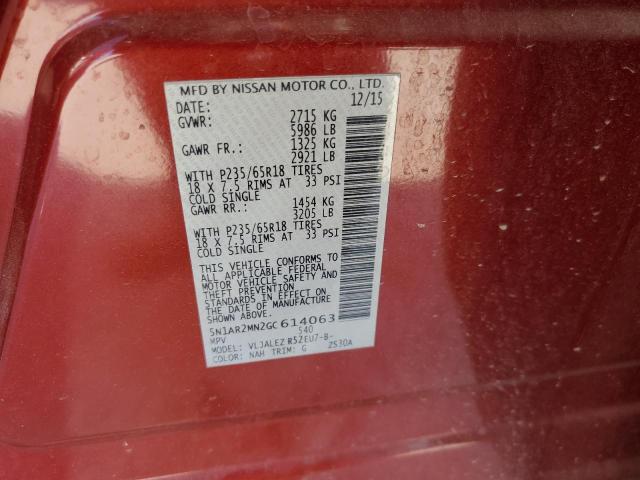 MFD BY NISSAN MOTOR CO., LTD.
DATE: 12/15
GVWR: 2715 KG
5986 LB
GAWR FR.: 1325 KG
2921 LB
WITH P235/65R18 TIRES
18 X 7.5 RIMS AT 33 PSI
COLD SINGLE
GAWR RR.: 1454 KG
3205 LB
WITH P235/65R18 TIRES
18 X 7.5 RIMS AT 33 PSI
COLD SINGLE
THIS VEHICLE CONFORMS TO
ALL APPLICABLE FEDERAL
MOTOR VEHICLE SAFETY AND
THEFT PREVENTION
STANDARDS IN EFFECT ON
THE DATE OF MANUFACTURE
5N1AR2MN2GC614063
MPV 540
MODEL: VLJALEZ R5ZEU7-B-
COLOR: NAH TRIM: G 2S30A